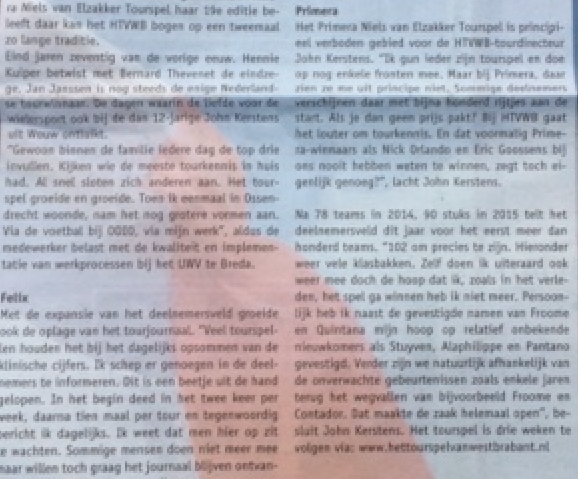 ra Niels van Elzakker Tourspel haar 19e editie be-
leeft daar kan het HTVWB bogen op een tweemaal
zo lange traditie.
Eind jaren zeventig van de vorige eeuw. Hennie
Kuiper betwist met Bernard Thevenet de eindze-
ge. Jan Janssen is nog steeds de enige Nederland-
se tourwinnaar. De dagen waarin de liefde voor de
wielersport ook bij de dan 12-jarige John Kerstens
uit Wouw ontluikt.
"Gewoon binnen de familie iedere dag de top drie
invullen. Kijken wie de meeste tourkennis in huis
had. Al snel sloten zich anderen aan. Het tour-
spel groeide en groeide. Toen ik eenmaal in Ossen-
drecht woonde, nam het nog grotere vormen aan.
Via de voetbal bij ODIO, via mijn werk", aldus de
medewerker belast met de kwaliteit en implemen-
tatie van werkprocessen bij het UWV te Breda.
Felix
Met de expansie van het deelnemersveld groeide
ook de oplage van het tourjournaal. "Veel tourspel-
len houden het bij het dagelijks opsommen van de
klinische cijfers. Ik schep er genoegen in de deel-
nemers te informeren. Dit is een beetje uit de hand
gelopen. In het begin deed in het twee keer per
week, daarna tien maal per tour en tegenwoordig
bericht ik dagelijks. Ik weet dat men hier op zit
te wachten. Sommige mensen doen niet meer mee
maar willen toch graag het journaal blijven ontvan-
Primera
Het Primera Niels van Elzakker Tourspel is principi-
eel verboden gebied voor de HTVWB-tourdirecteur
John Kerstens. "Ik gun ieder zijn tourspel en doe
op nog enkele fronten mee. Maar bij Primera, daar
zien ze me uit principe niet. Sommige deelnemers
verschijnen daar met bijna honderd rijtjes aan de
start. Als je dan geen prijs pakt? Bij HTVWB gaat
het louter om tourkennis. En dat voormalig Prime-
ra-winnaars als Nick Orlando en Eric Goossens bij
ons nooit hebben weten te winnen, zegt toch ei-
genlijk genoeg?", lacht John Kerstens.
Na 78 teams in 2014, 90 stuks in 2015 telt het
deelnemersveld dit jaar voor het eerst meer dan
honderd teams. "102 om precies te zijn. Hieronder
weer vele klasbakken. Zelf doen ik uiteraard ook
weer mee doch de hoop dat ik, zoals in het verle-
den, het spel ga winnen heb ik niet meer. Persoon-
lijk heb ik naast de gevestigde namen van Froome
en Quintana mijn hoop op relatief onbekende
nieuwkomers als Stuyven, Alaphilippe en Pantano
gevestigd. Verder zijn we natuurlijk afhankelijk van
de onverwachte gebeurtenissen zoals enkele jaren
terug het wegvallen van bijvoorbeeld Froome en
Contador. Dat maakte de zaak helemaal open", be-
sluit John Kerstens. Het tourspel is drie weken te
volgen via: www.hettourspelvanwestbrabant.nl